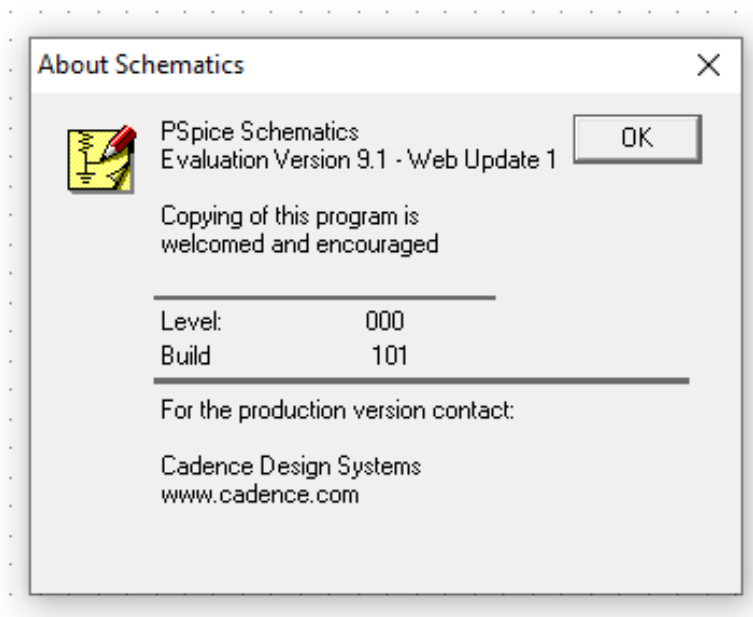 About Schematics
PSpice Schematics
Evaluation Version 9.1 - Web Update 1
OK
Copying of this program is
welcomed and encouraged
Level: 000
Build 101
For the production version contact:
Cadence Design Systems
www.cadence.com